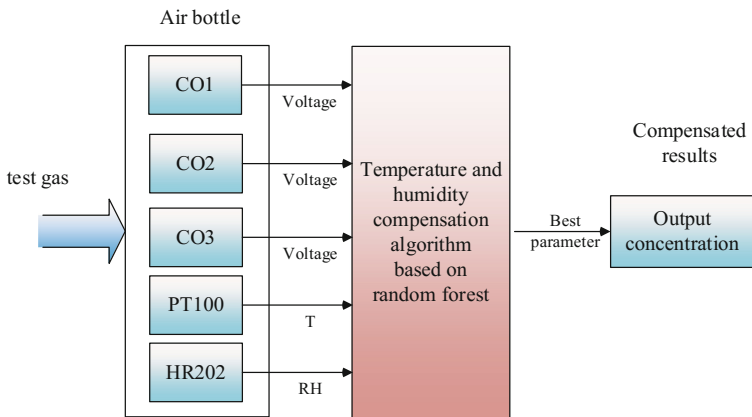 Air bottle
test gas
CO1
CO2
CO3
PT100
HR202
Voltage
Voltage
Voltage
T
RH
Temperature and
humidity
compensation
algorithm
based on
random forest
Best
parameter
Compensated
results
Output
concentration